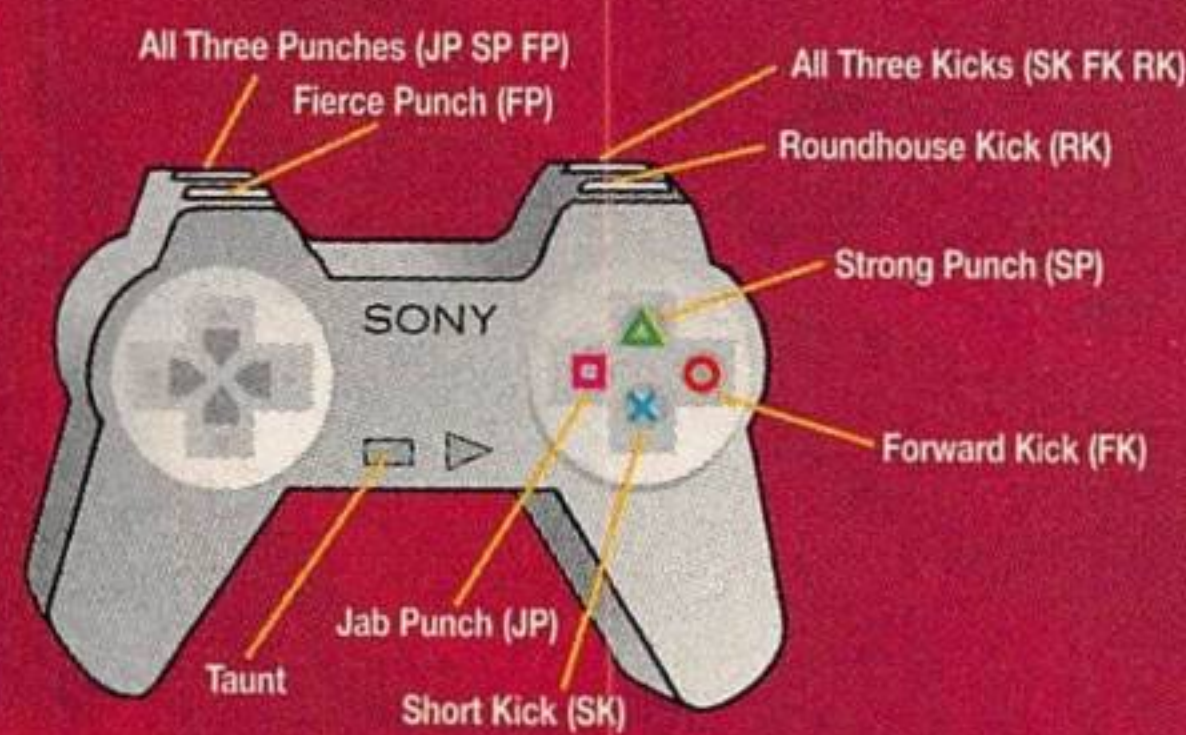 All Three Punches (JP SP FP)
Fierce Punch (FP)
All Three Kicks (SK FK RK)
Roundhouse Kick (RK)
Strong Punch (SP)
SONY
Forward Kick (FK)
Jab Punch (JP)
Taunt
Short Kick (SK)